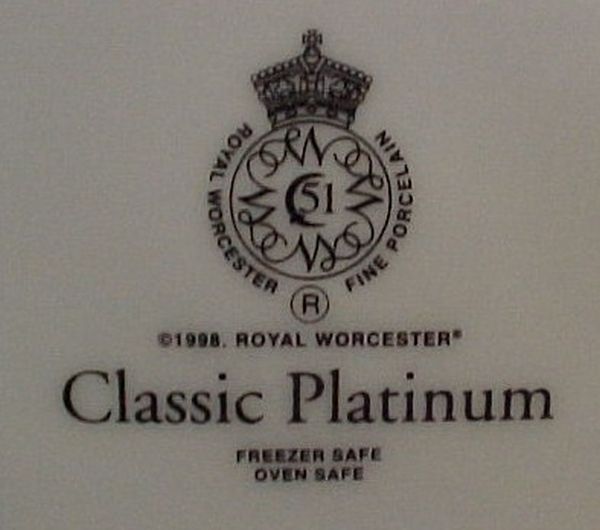 ROYAL WORCESTER
FINE PORCELAIN
51
R
©1998. ROYAL WORCESTER®
Classic Platinum
FREEZER SAFE
OVEN SAFE